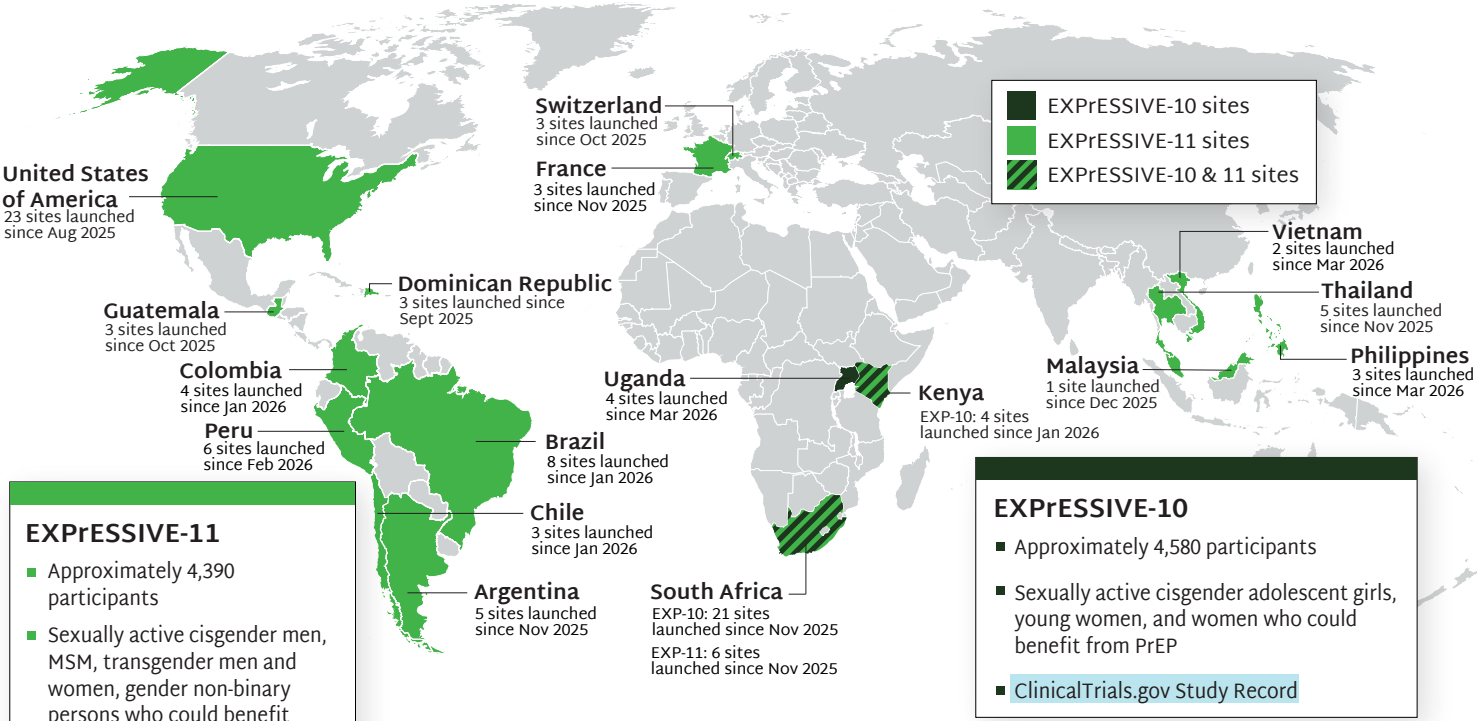 Switzerland
3 sites launched
since Oct 2025
France
3 sites launched
since Nov 2025
EXPrESSIVE-10 sites
EXPrESSIVE-11 sites
EXPrESSIVE-10 & 11 sites
United States
of America
23 sites launched
since Aug 2025
Dominican Republic
3 sites launched since
Sept 2025
Guatemala
3 sites launched
since Oct 2025
Colombia
4 sites launched
since Jan 2026
Peru
6 sites launched
since Feb 2026
Brazil
8 sites launched
since Jan 2026
Chile
3 sites launched
since Jan 2026
Argentina
5 sites launched
since Nov 2025
Uganda
4 sites launched
since Mar 2026
Kenya
EXP-10: 4 sites
launched since Jan 2026
South Africa
EXP-10: 21 sites
launched since Nov 2025
EXP-11: 6 sites
launched since Nov 2025
Vietnam
2 sites launched
since Mar 2026
Thailand
5 sites launched
since Nov 2025
Malaysia
1 site launched
since Dec 2025
Philippines
3 sites launched
since Mar 2026
EXPrESSIVE-11
Approximately 4,390
participants
Sexually active cisgender men,
MSM, transgender men and
women, gender non-binary
persons who could benefit
EXPrESSIVE-10
Approximately 4,580 participants
Sexually active cisgender adolescent girls,
young women, and women who could
benefit from PrEP
ClinicalTrials.gov Study Record